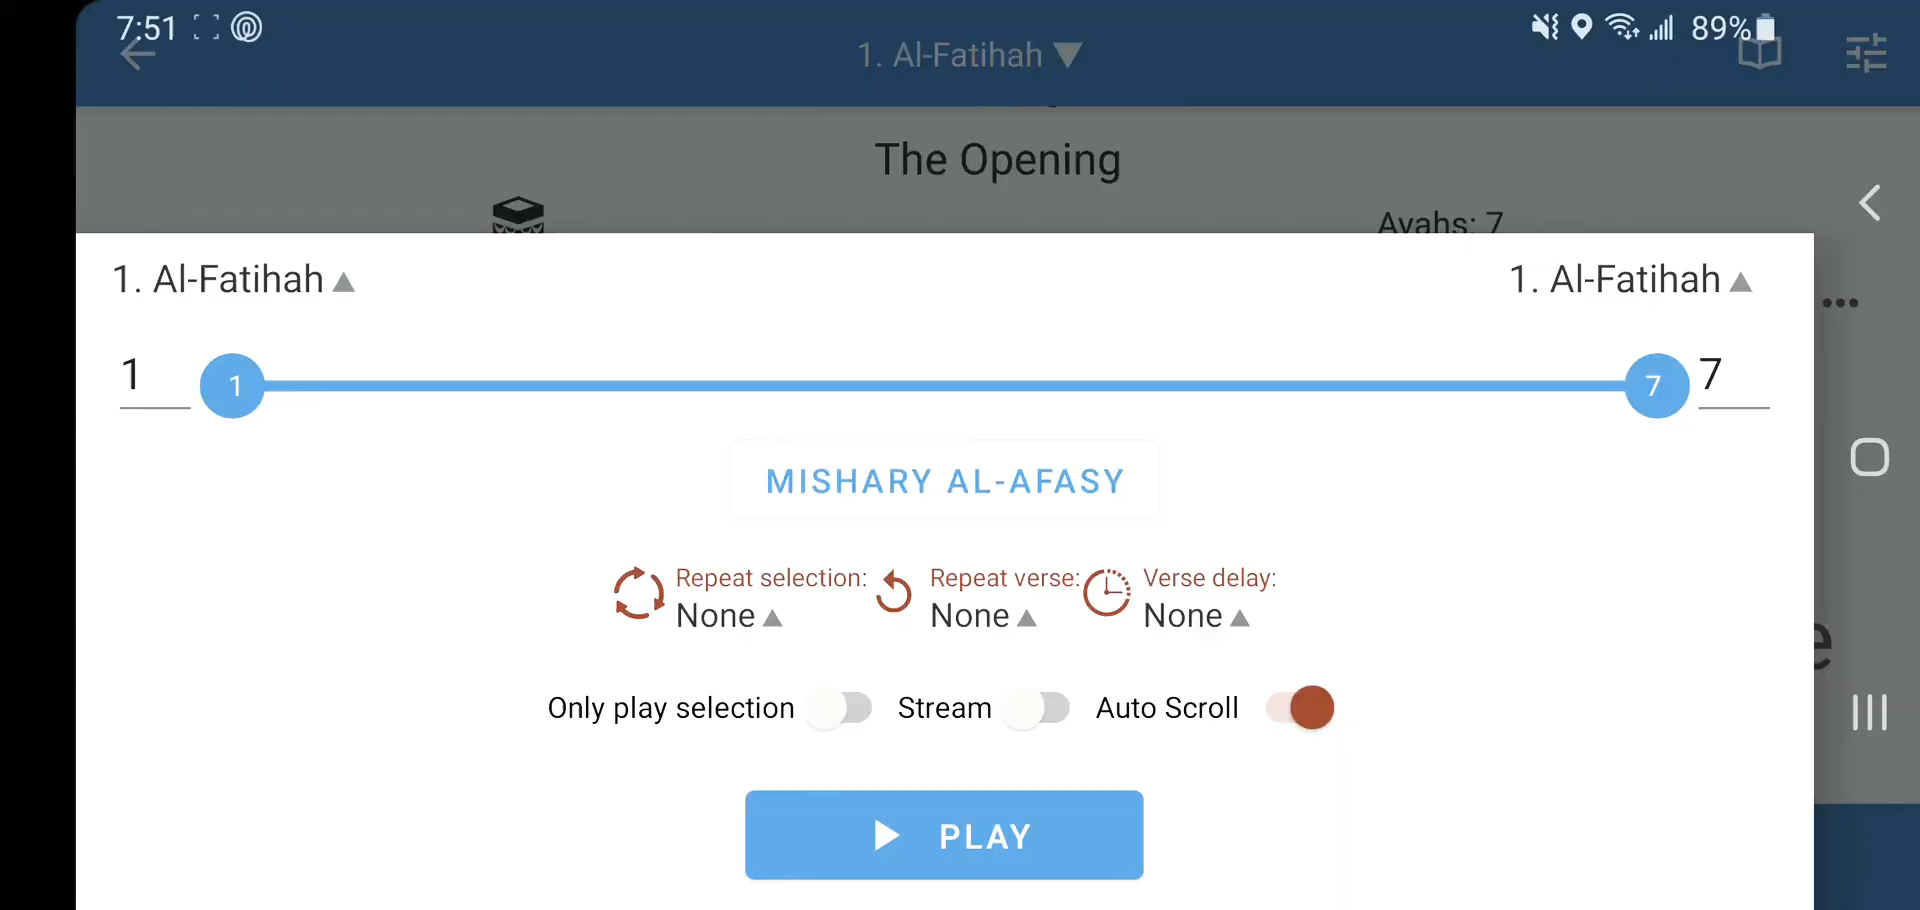 7:51
89%
1. Al-Fatihah
The Opening
Ayahs: 7
1. Al-Fatihah
1. Al-Fatihah
1
1
7
7
MISHARY AL-AFASY
Repeat selection:
None
Repeat verse:
None
Verse delay:
None
Only play selection
Stream
Auto Scroll
PLAY